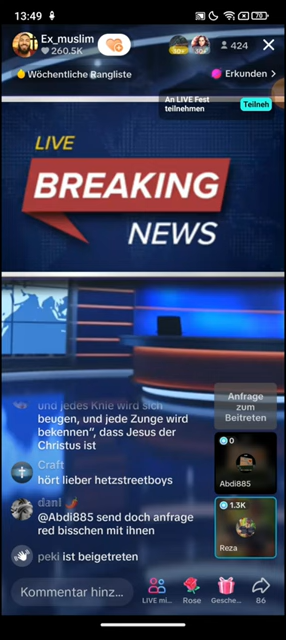 13:49
70
Ex_muslim
260.5K
424
Wöchentliche Rangliste
Erkunden >
An LIVE Fest
teilnehmen
Teilneh
LIVE
BREAKING
NEWS
und jedes Knie wird sich
beugen, und jede Zunge wird
bekennen“, dass Jesus der
Christus ist
Craft
hört lieber hetzstreetboys
danl
@Abdi885 send doch anfrage
red bisschen mit ihnen
peki ist beigetreten
Anfrage
zum
Beitreten
0
Abdi885
1.3K
Reza
Kommentar hinz...
LIVE mi...
Rose
Gesche...
86